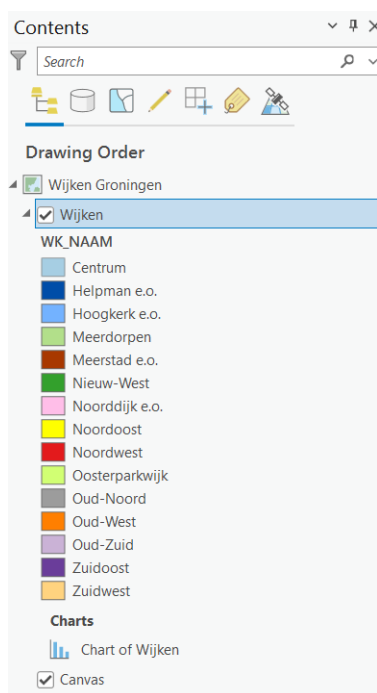 Contents
Search
Drawing Order
Wijken Groningen
Wijken
WK_NAAM
Centrum
Helpman e.o.
Hoogkerk e.o.
Meerdorpen
Meerstad e.o.
Nieuw-West
Noorddijk e.o.
Noordoost
Noordwest
Oosterparkwijk
Oud-Noord
Oud-West
Oud-Zuid
Zuidoost
Zuidwest
Charts
Chart of Wijken
Canvas